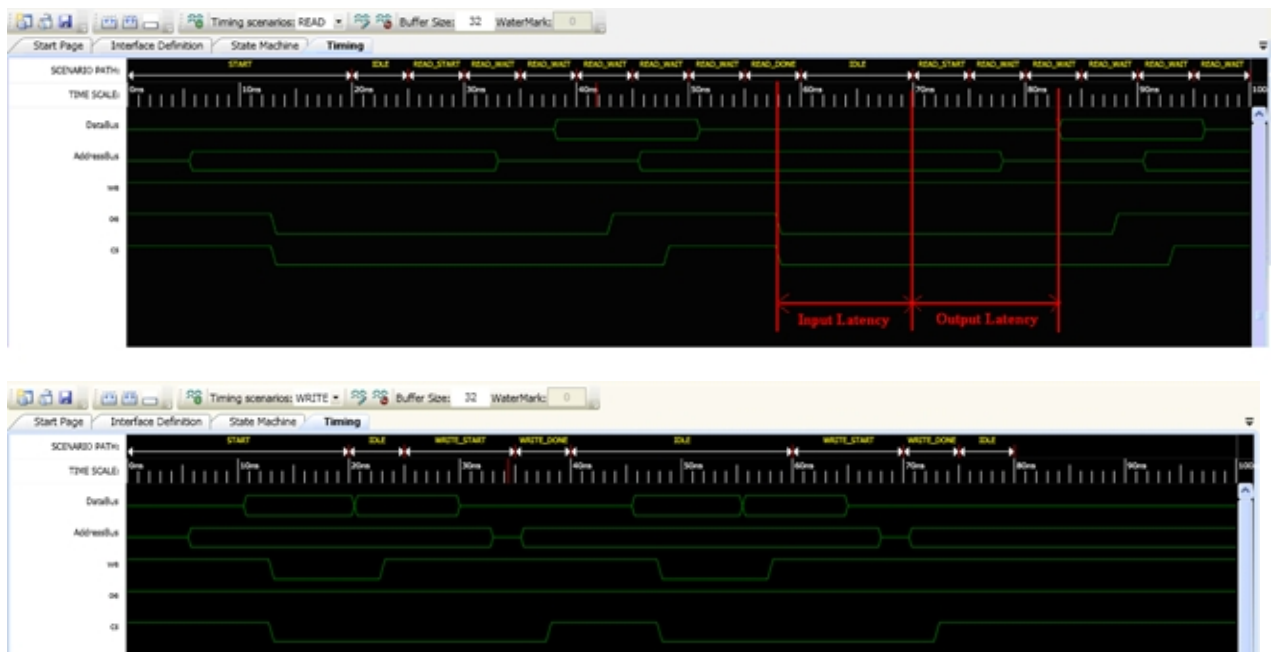 Timing scenarios: READ Buffer Size: 32 WaterMark: 0
Start Page Interface Definition State Machine Timing
SCENARIO PATH: START IDLE READ_START READ_WAIT READ_WAIT READ_WAIT READ_WAIT READ_WAIT READ_DONE IDLE READ_START READ_WAIT READ_WAIT READ_WAIT READ_WAIT READ_WAIT
TIME SCALE: 0ns 10ns 20ns 30ns 40ns 50ns 60ns 70ns 80ns 90ns 100
DataBus
AddressBus
we
oe
cs
Input Latency Output Latency
Timing scenarios: WRITE Buffer Size: 32 WaterMark: 0
Start Page Interface Definition State Machine Timing
SCENARIO PATH: START IDLE WRITE_START WRITE_DONE IDLE WRITE_START WRITE_DONE IDLE
TIME SCALE: 0ns 10ns 20ns 30ns 40ns 50ns 60ns 70ns 80ns 90ns 100
DataBus
AddressBus
we
oe
cs